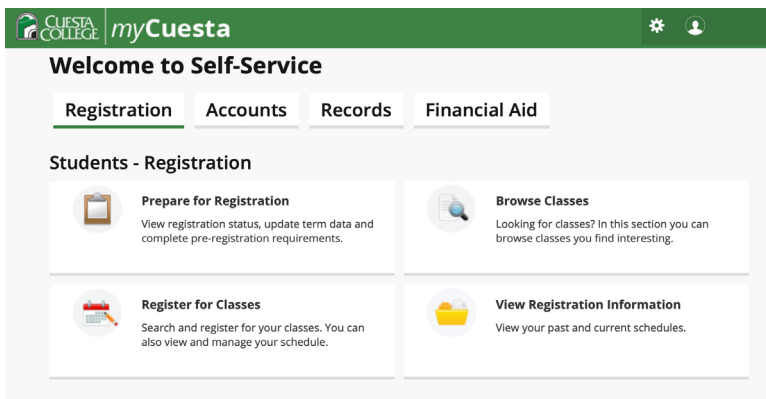 CUESTA COLLEGE myCuesta
Welcome to Self-Service
Registration Accounts Records Financial Aid
Students - Registration
Prepare for Registration
View registration status, update term data and
complete pre-registration requirements.
Browse Classes
Looking for classes? In this section you can
browse classes you find interesting.
Register for Classes
Search and register for your classes. You can
also view and manage your schedule.
View Registration Information
View your past and current schedules.